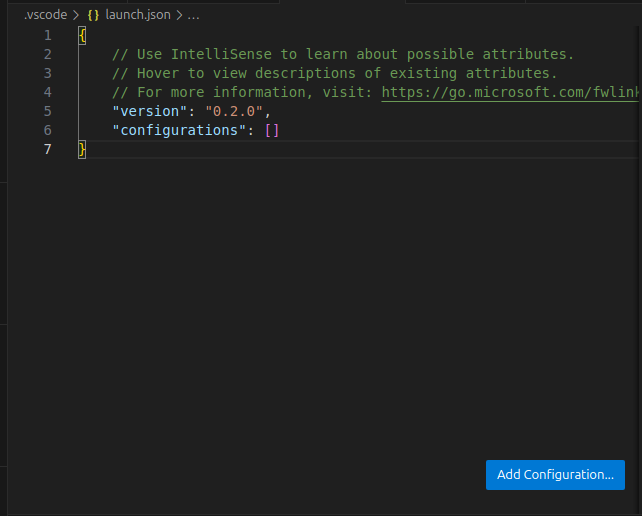 .vscode > {} launch.json > ...
1 {
2 // Use IntelliSense to learn about possible attributes.
3 // Hover to view descriptions of existing attributes.
4 // For more information, visit: https://go.microsoft.com/fwlink
5 "version": "0.2.0",
6 "configurations": []
7 }
Add Configuration...